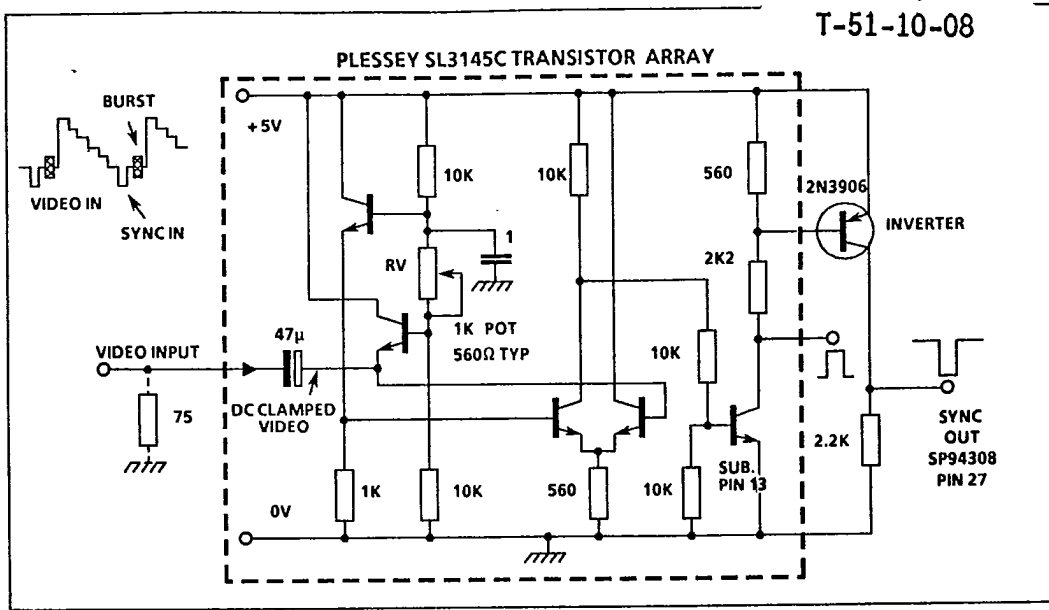 T-51-10-08
PLESSEY SL3145C TRANSISTOR ARRAY
BURST
VIDEO IN
SYNC IN
+5V
10K
10K
560
2N3906
INVERTER
1
RV
2K2
1K POT
560Ω TYP
47μ
VIDEO INPUT
10K
DC CLAMPED
VIDEO
75
SUB.
PIN 13
2.2K
SYNC
OUT
SP94308
PIN 27
1K
10K
560
10K
0V